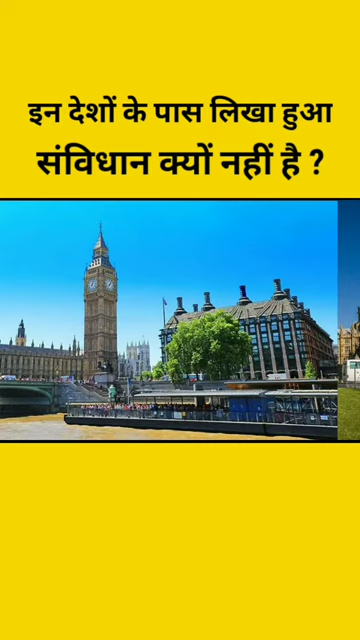 इन देशों के पास लिखा हुआ
संविधान क्यों नहीं है ?